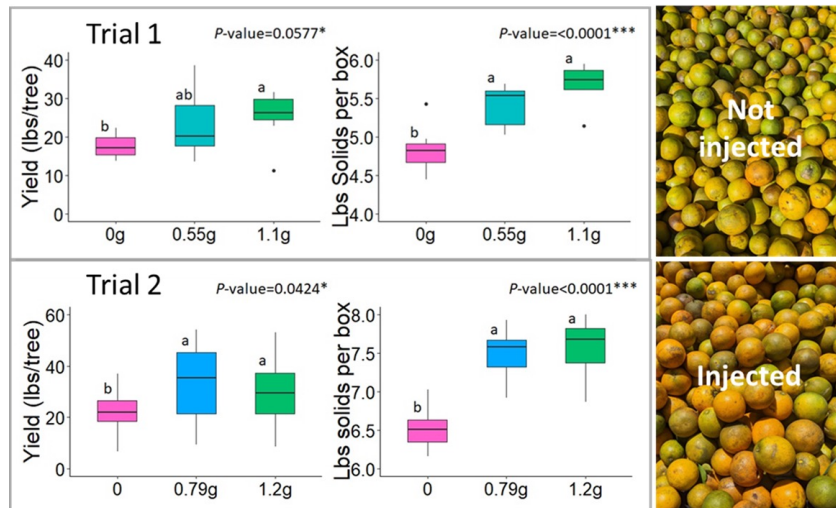 Trial 1
P-value=0.0577*
Yield (lbs/tree)
40
30
20
10
0
b
ab
a
0g
0.55g
1.1g
P-value=<0.0001***
Lbs Solids per box
6.0
5.5
5.0
4.5
4.0
b
a
a
0g
0.55g
1.1g
Not
injected
Trial 2
P-value=0.0424*
Yield (lbs/tree)
60
40
20
0
b
a
a
0
0.79g
1.2g
P-value<0.0001***
Lbs solids per box
8.0
7.5
7.0
6.5
6.0
b
a
a
0
0.79g
1.2g
Injected